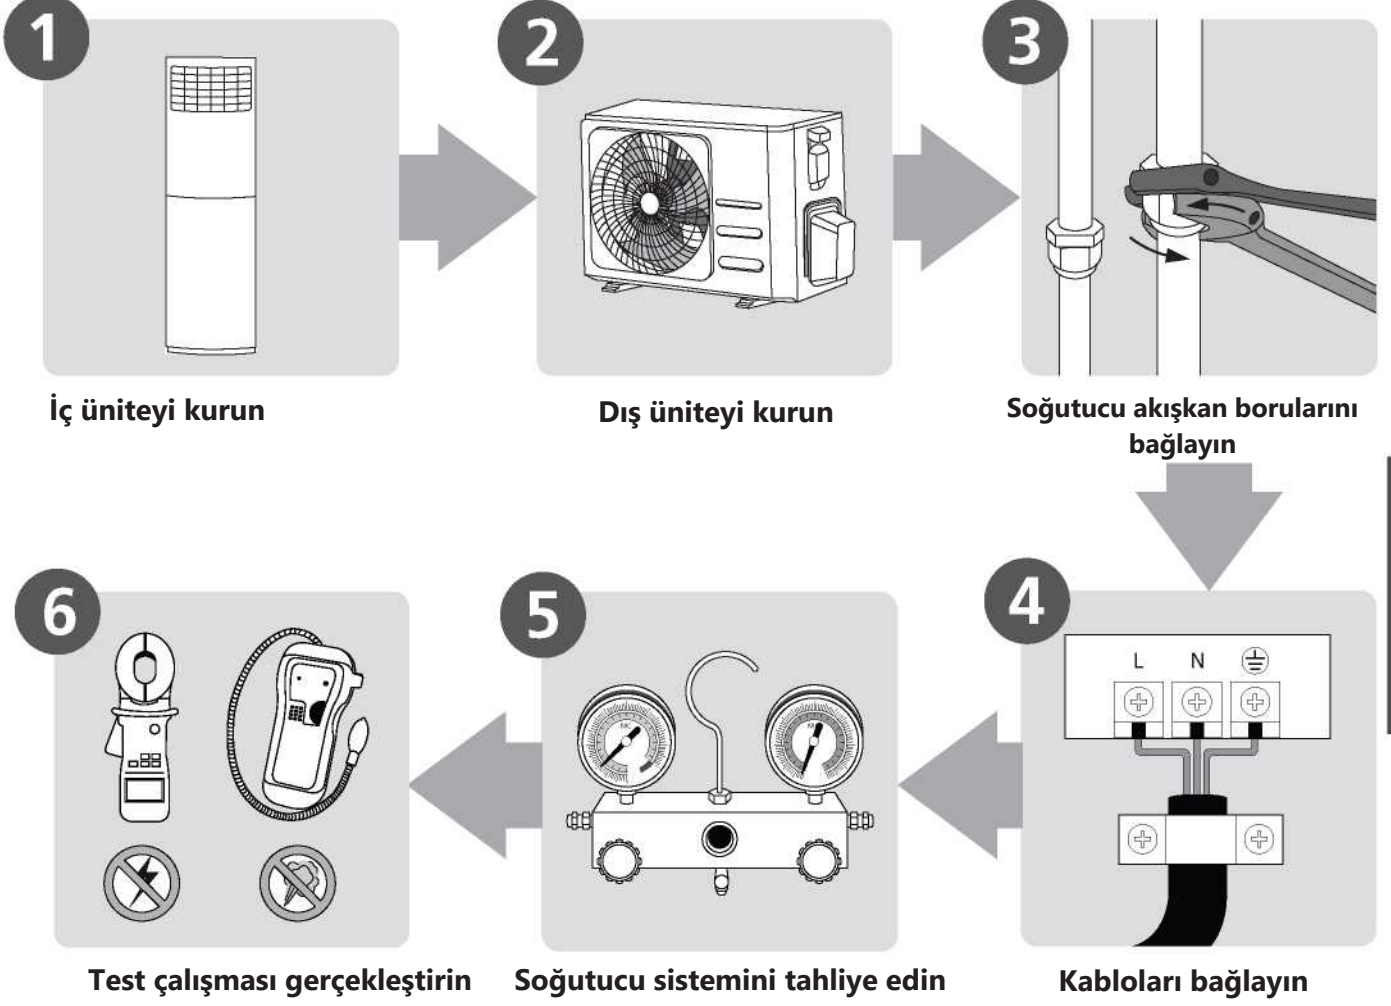 1
İç üniteyi kurun
2
Dış üniteyi kurun
3
Soğutucu akışkan borularını
bağlayın
4
L N
Kabloları bağlayın
5
Soğutucu sistemini tahliye edin
6
Test çalışması gerçekleştirin